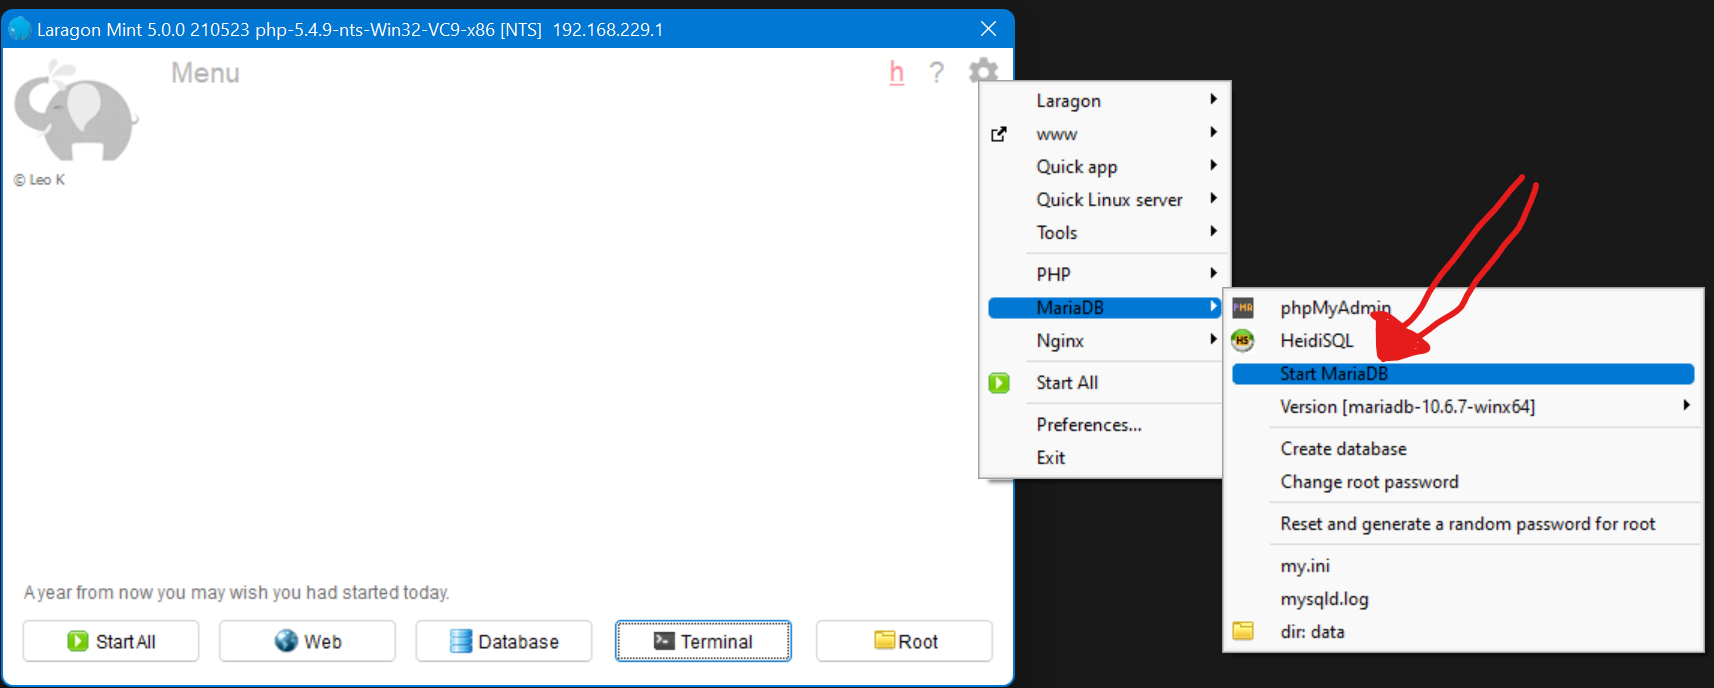 Laragon Mint 5.0.0 210523 php-5.4.9-nts-Win32-VC9-x86 [NTS]  192.168.229.1
Menu
h ?
© Leo K
Laragon
www
Quick app
Quick Linux server
Tools
PHP
MariaDB
Nginx
Start All
Preferences...
Exit
PMA phpMyAdmin
HS HeidiSQL
Start MariaDB
Version [mariadb-10.6.7-winx64]
Create database
Change root password
Reset and generate a random password for root
my.ini
mysqld.log
dir: data
A year from now you may wish you had started today.
Start All Web Database Terminal Root